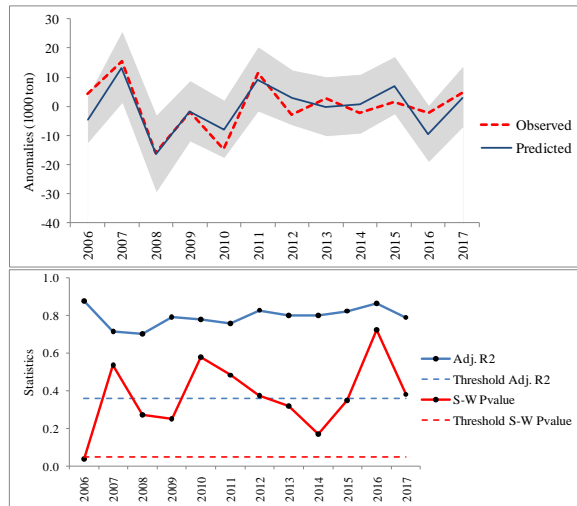 30
20
10
0
-10
-20
-30
-40
Anomalies (1000 ton)
2006 2007 2008 2009 2010 2011 2012 2013 2014 2015 2016 2017
Observed
Predicted
1.0
0.8
0.6
0.4
0.2
0.0
Statistics
2006 2007 2008 2009 2010 2011 2012 2013 2014 2015 2016 2017
Adj. R2
Threshold Adj. R2
S-W Pvalue
Threshold S-W Pvalue